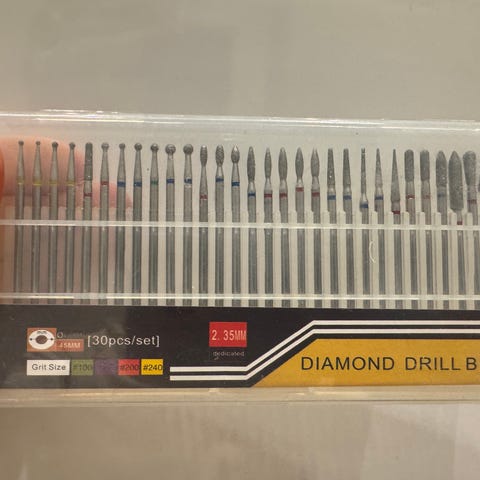 [30pcs/set]
2.35MM
dedicated
Grit Size #100 #200 #240
DIAMOND DRILL B